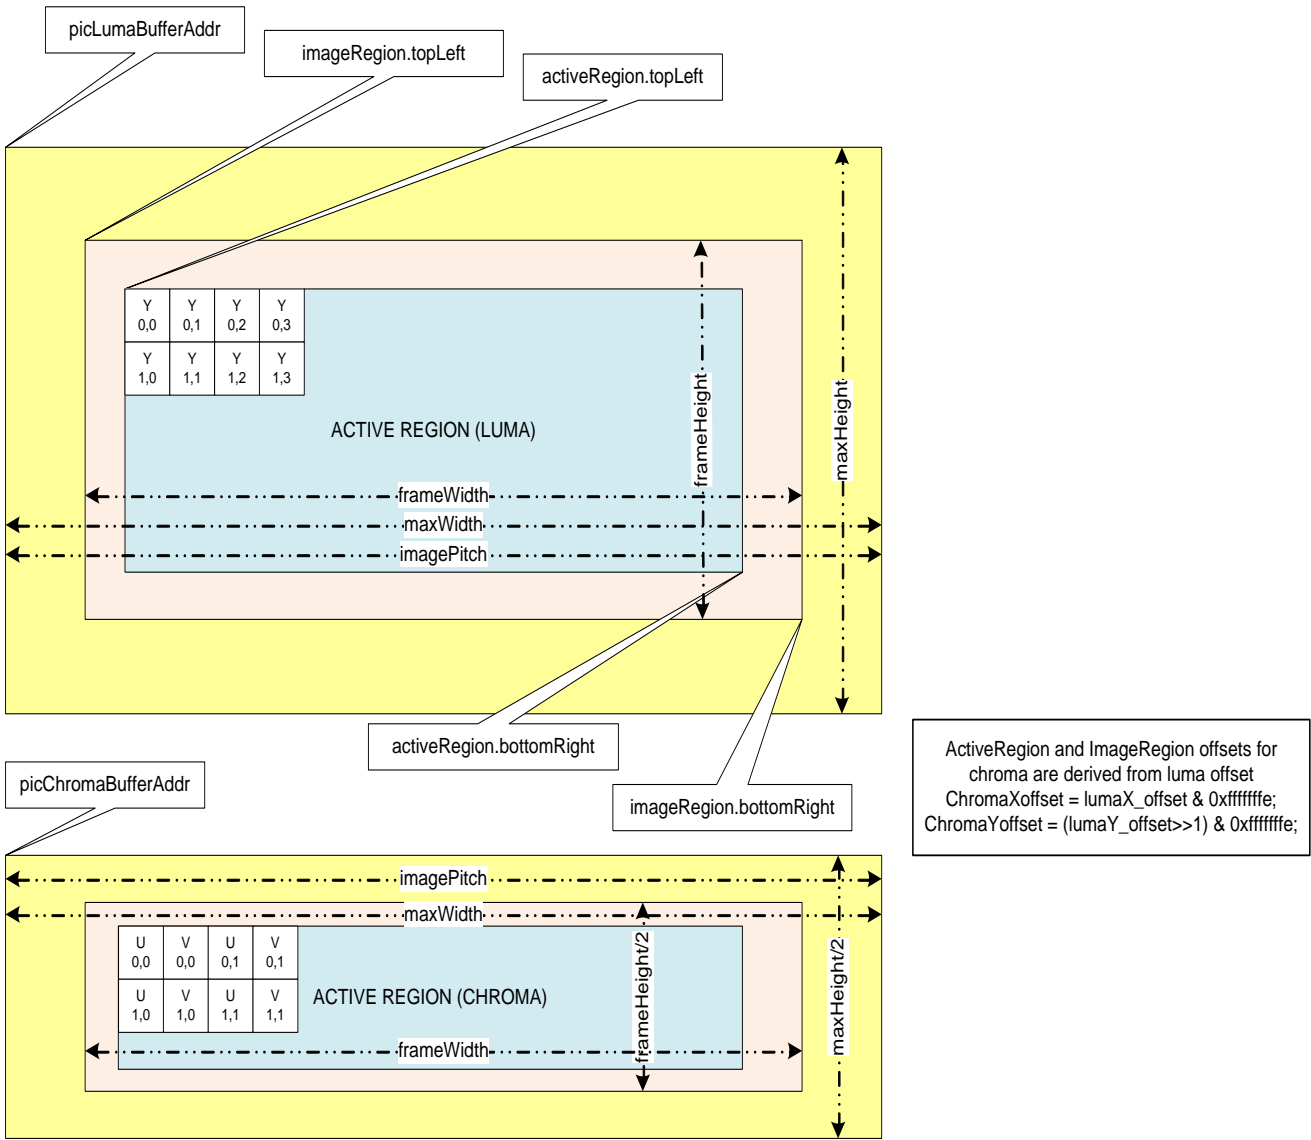 picLumaBufferAddr
imageRegion.topLeft
activeRegion.topLeft
Y Y Y Y
0,0 0,1 0,2 0,3
Y Y Y Y
1,0 1,1 1,2 1,3
ACTIVE REGION (LUMA)
frameHeight
maxHeight
frameWidth
maxWidth
imagePitch
activeRegion.bottomRight
imageRegion.bottomRight
ActiveRegion and ImageRegion offsets for
chroma are derived from luma offset
ChromaXoffset = lumaX_offset & 0xfffffffe;
ChromaYoffset = (lumaY_offset>>1) & 0xfffffffe;
picChromaBufferAddr
imagePitch
maxWidth
U V U V
0,0 0,0 0,1 0,1
U V U V
1,0 1,0 1,1 1,1
ACTIVE REGION (CHROMA)
frameHeight/2
maxHeight/2
frameWidth